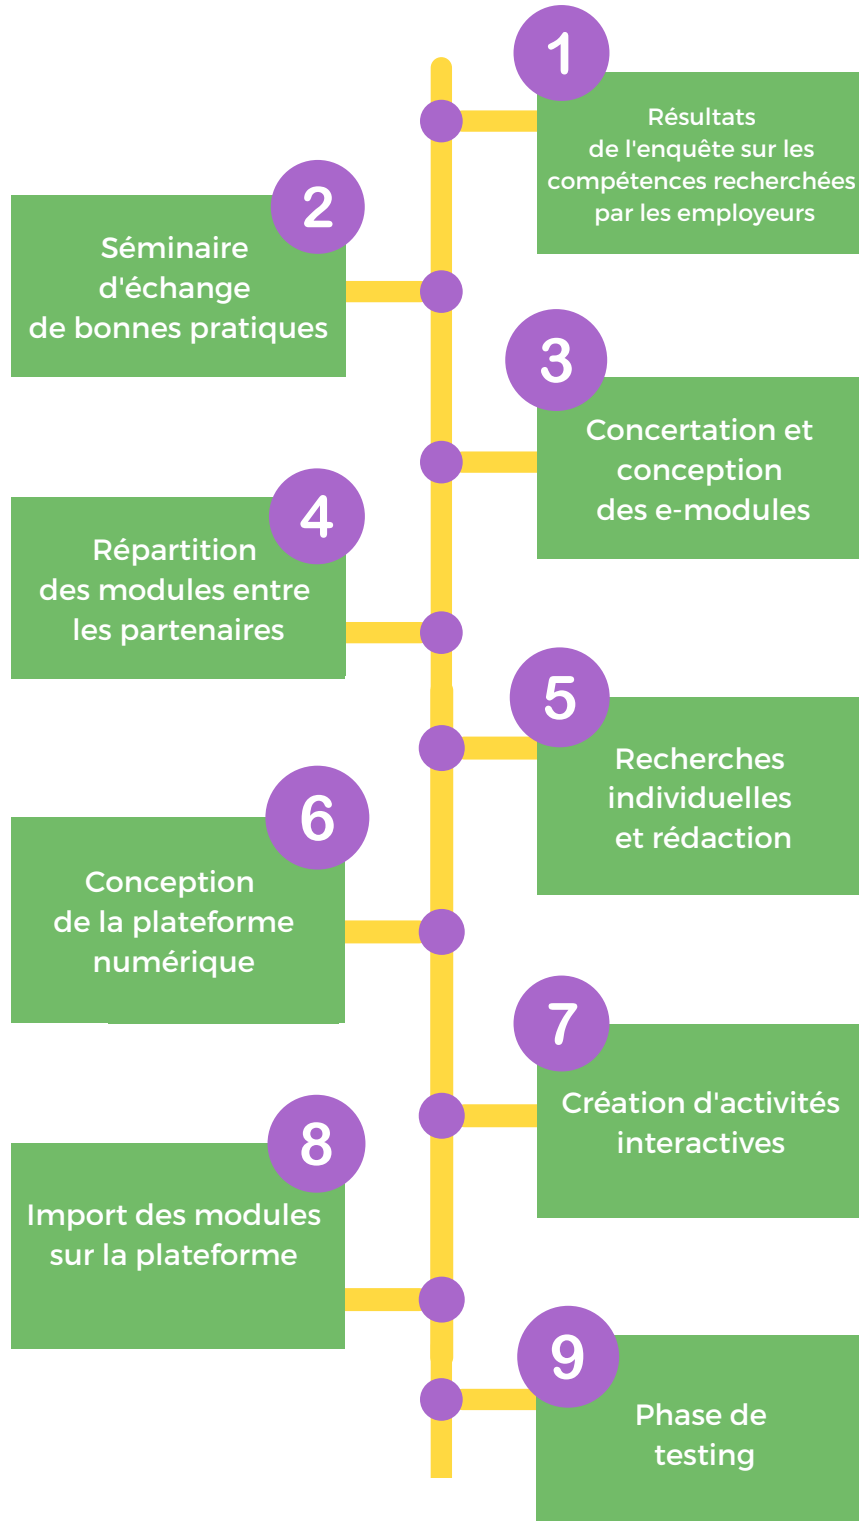 1
Résultats
de l'enquête sur les
compétences recherchées
par les employeurs
2
Séminaire
d'échange
de bonnes pratiques
3
Concertation et
conception
des e-modules
4
Répartition
des modules entre
les partenaires
5
Recherches
individuelles
et rédaction
6
Conception
de la plateforme
numérique
7
Création d'activités
interactives
8
Import des modules
sur la plateforme
9
Phase de
testing